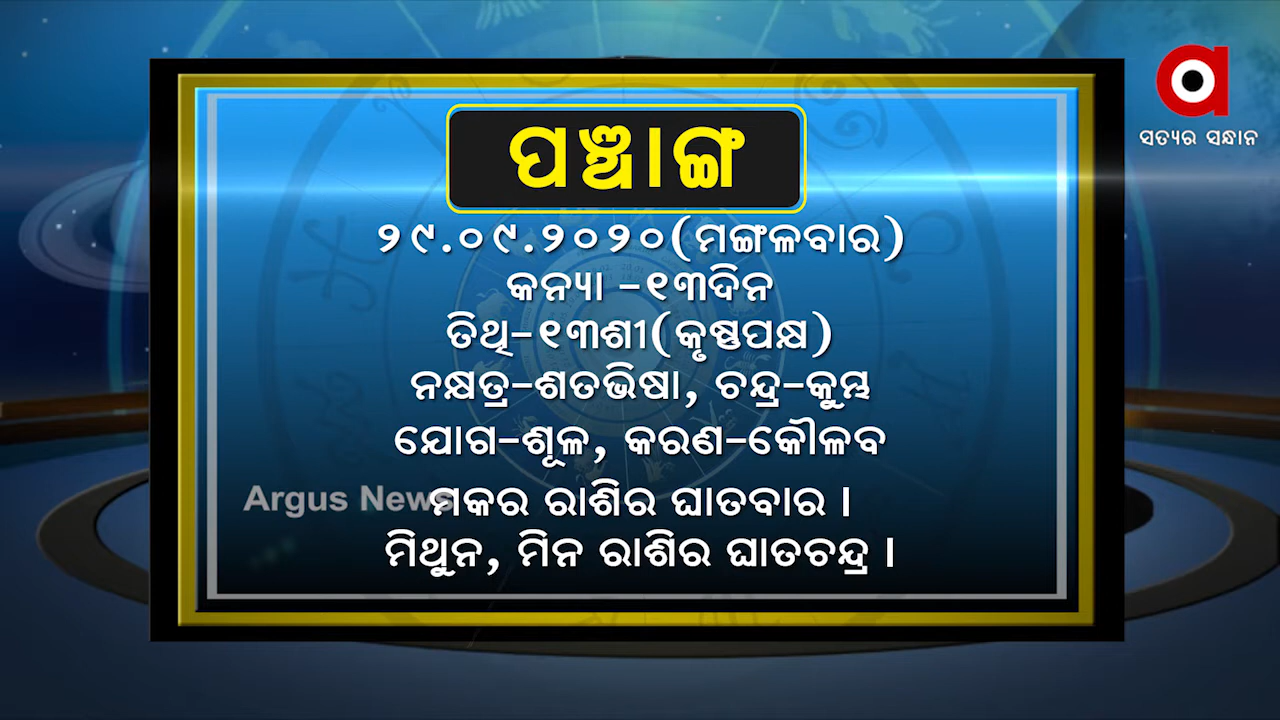 ପଞ୍ଚାଙ୍ଗ
ସତ୍ୟର ସନ୍ଧାନ
୨୯.୦୯.୨୦୨୦(ମଙ୍ଗଳବାର)
କନ୍ୟା -୧୩ଦିନ
ତିଥି-୧୩ଶୀ(କୃଷ୍ଣପକ୍ଷ)
ନକ୍ଷତ୍ର-ଶତଭିଷା, ଚନ୍ଦ୍ର-କୁମ୍ଭ
ଯୋଗ-ଶୂଳ, କରଣ-କୌଳବ
Argus News
ମକର ରାଶିର ଘାତବାର ।
ମିଥୁନ, ମିନ ରାଶିର ଘାତଚନ୍ଦ୍ର ।